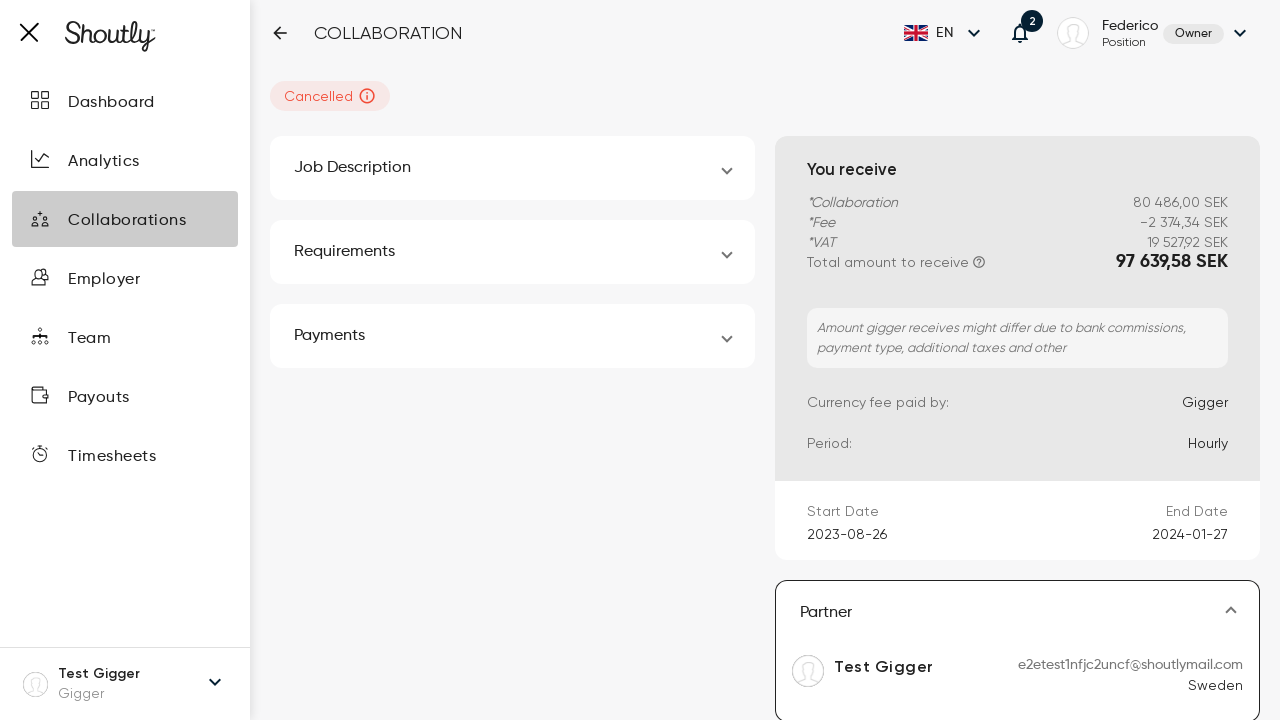 Shoutly
COLLABORATION
EN
2
Federico
Position
Owner
Dashboard
Analytics
Collaborations
Employer
Team
Payouts
Timesheets
Test Gigger
Gigger
Cancelled
Job Description
Requirements
Payments
You receive
*Collaboration 80 486,00 SEK
*Fee −2 374,34 SEK
*VAT 19 527,92 SEK
Total amount to receive 97 639,58 SEK
Amount gigger receives might differ due to bank commissions,
payment type, additional taxes and other
Currency fee paid by: Gigger
Period: Hourly
Start Date End Date
2023-08-26 2024-01-27
Partner
Test Gigger e2etest1nfjc2uncf@shoutlymail.com
Sweden